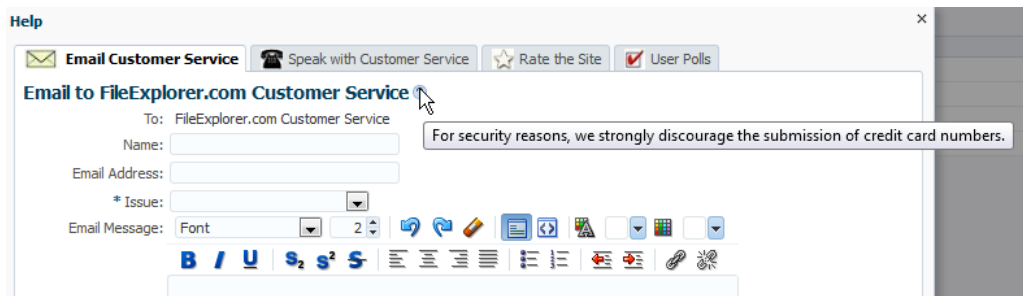 Help
Email Customer Service Speak with Customer Service Rate the Site User Polls
Email to FileExplorer.com Customer Service
To: FileExplorer.com Customer Service
For security reasons, we strongly discourage the submission of credit card numbers.
Name:
Email Address:
* Issue:
Email Message: Font 2
B I U S2 S2 S